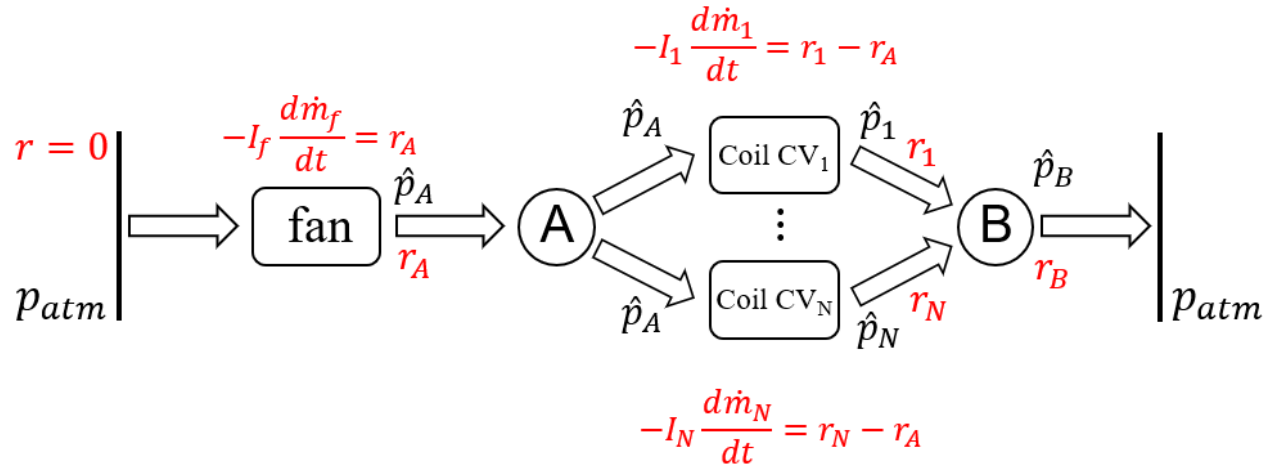 −I₁ dṁ₁/dt = r₁ − r_A
r = 0
−I_f dṁ_f/dt = r_A
p̂_A
p̂_A
p̂₁
r₁
Coil CV₁
p̂_B
fan
A
⋮
B
r_A
r_B
p_atm
p̂_A
Coil CV_N
r_N
p̂_N
p_atm
−I_N dṁ_N/dt = r_N − r_A